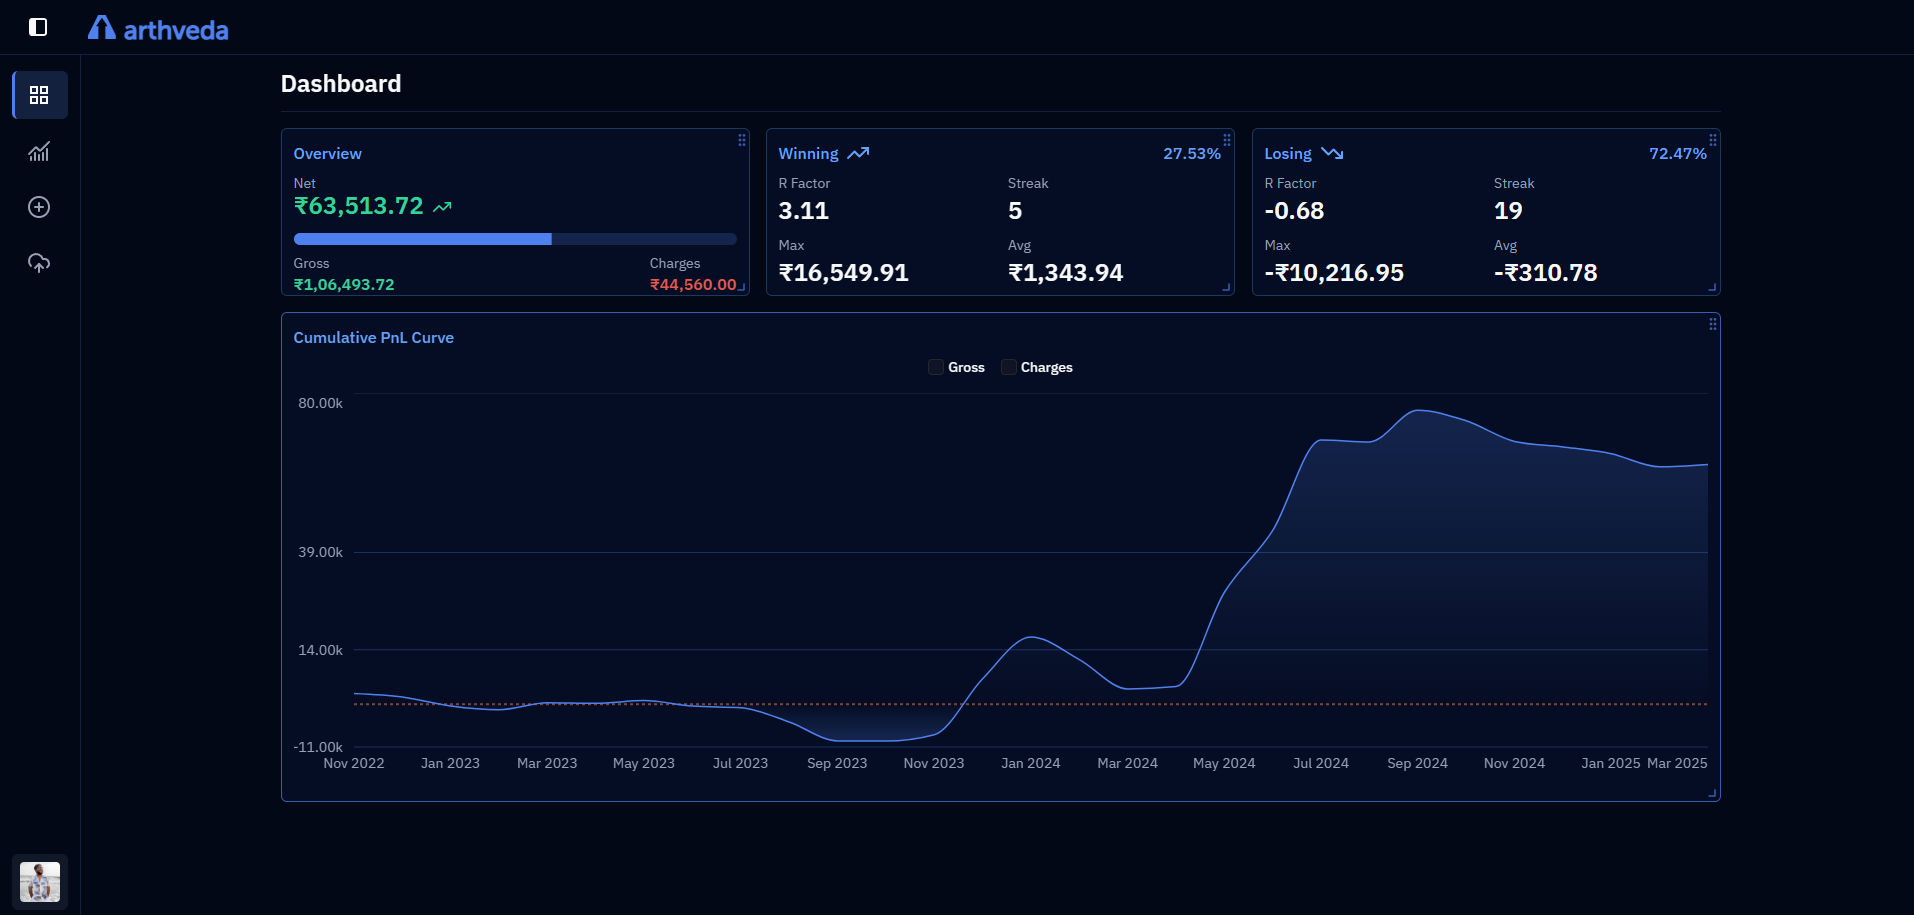 arthveda
Dashboard
Overview
Net
₹63,513.72
Gross
Charges
₹1,06,493.72
₹44,560.00
Winning
27.53%
R Factor
Streak
3.11
5
Max
Avg
₹16,549.91
₹1,343.94
Losing
72.47%
R Factor
Streak
-0.68
19
Max
Avg
-₹10,216.95
-₹310.78
Cumulative PnL Curve
Gross
Charges
80.00k
39.00k
14.00k
-11.00k
Nov 2022 Jan 2023 Mar 2023 May 2023 Jul 2023 Sep 2023 Nov 2023 Jan 2024 Mar 2024 May 2024 Jul 2024 Sep 2024 Nov 2024 Jan 2025 Mar 2025